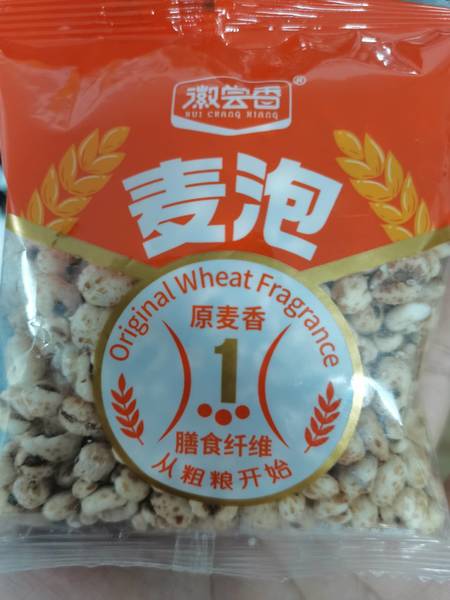 徽尝香®
HUI CHANG XIANG
麦泡
Original Wheat Fragrance
原麦香
1
膳食纤维
从粗粮开始